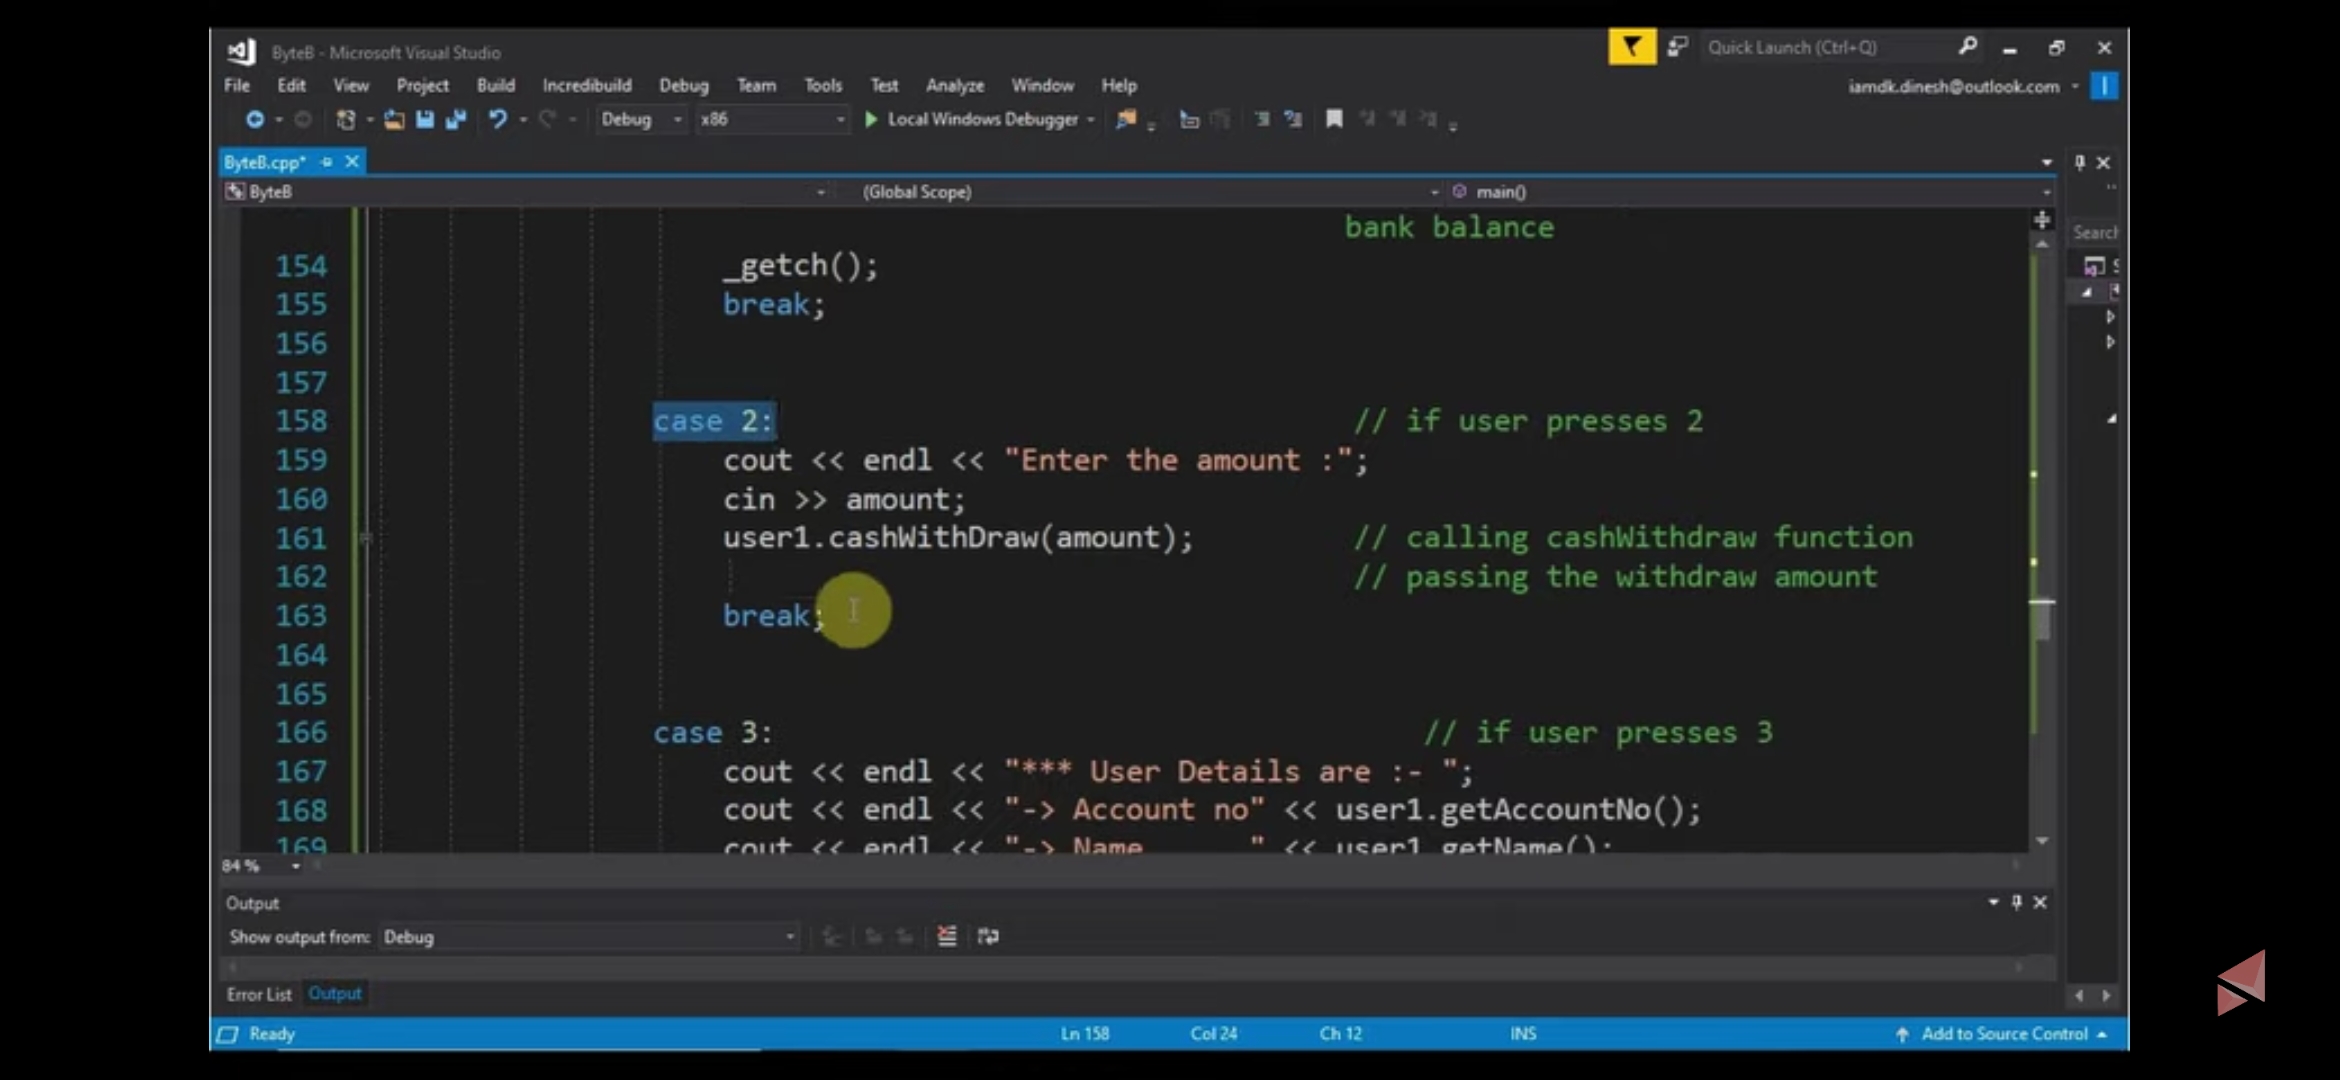 ByteB - Microsoft Visual Studio
Quick Launch (Ctrl+Q)
File Edit View Project Build Incredibuild Debug Team Tools Test Analyze Window Help
iamdk.dinesh@outlook.com
Debug x86 Local Windows Debugger
ByteB.cpp*
ByteB (Global Scope) main()
Search
bank balance
154 _getch();
155 break;
156
157
158 case 2: // if user presses 2
159 cout << endl << "Enter the amount :";
160 cin >> amount;
161 user1.cashWithDraw(amount); // calling cashWithdraw function
162 // passing the withdraw amount
163 break;
164
165
166 case 3: // if user presses 3
167 cout << endl << "*** User Details are :- ";
168 cout << endl << "-> Account no" << user1.getAccountNo();
169 cout << endl << "-> Name " << user1.getName();
84 %
Output
Show output from: Debug
Error List Output
Ready Ln 158 Col 24 Ch 12 INS Add to Source Control